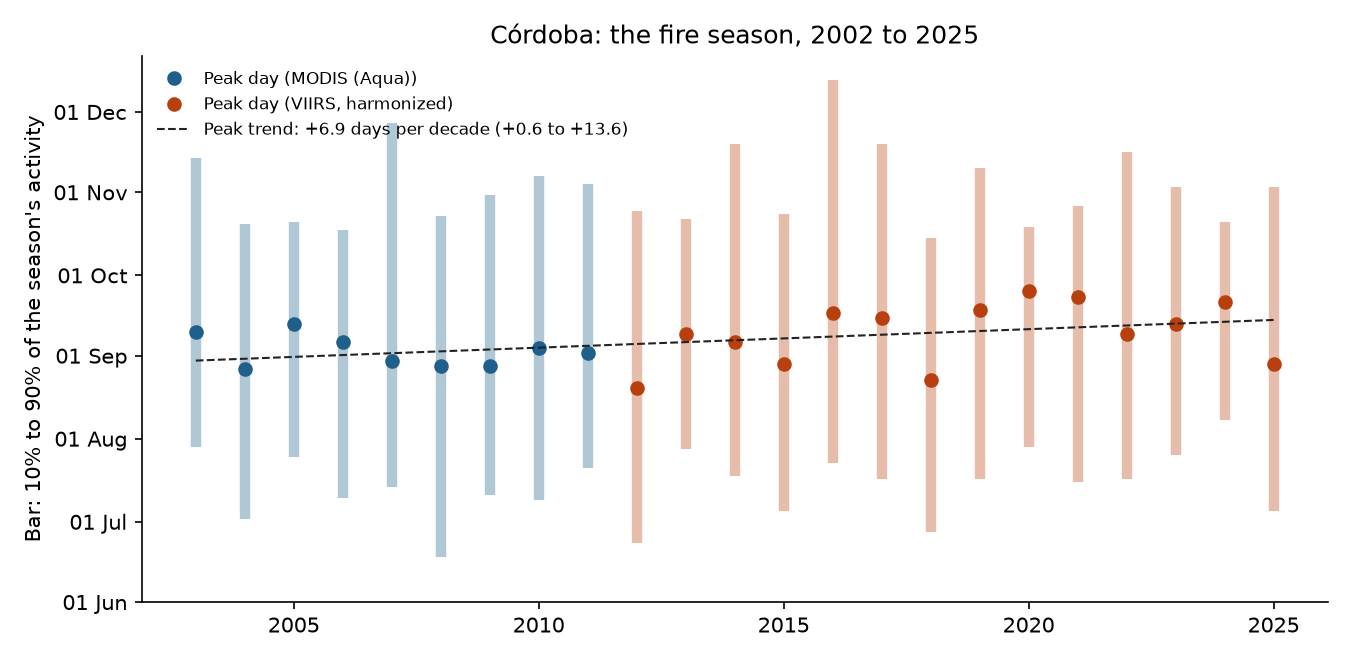 Córdoba: the fire season, 2002 to 2025
Peak day (MODIS (Aqua))
Peak day (VIIRS, harmonized)
Peak trend: +6.9 days per decade (+0.6 to +13.6)
Bar: 10% to 90% of the season's activity
01 Dec
01 Nov
01 Oct
01 Sep
01 Aug
01 Jul
01 Jun
2005
2010
2015
2020
2025